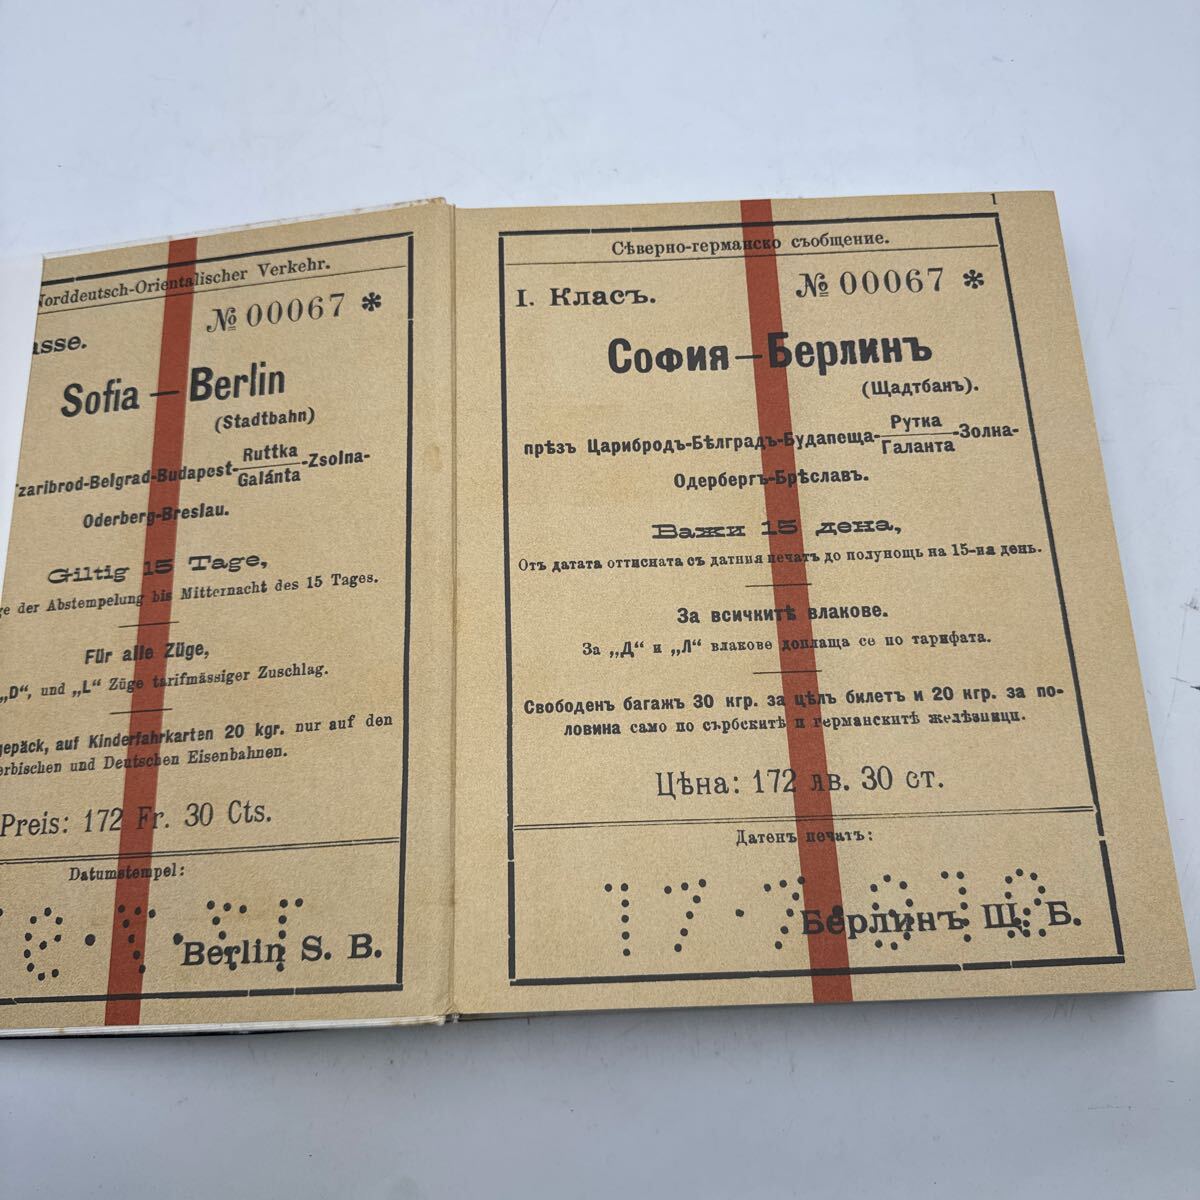 Norddeutsch-Orientalischer Verkehr.
№ 00067 *
asse.
Sofia — Berlin
(Stadtbahn)
zaribrod-Belgrad-Budapest-Ruttka/Galánta-Zsolna-
Oderberg-Breslau.
Giltig 15 Tage,
ge der Abstempelung bis Mitternacht des 15 Tages.
Für alle Züge,
„D“, und „L“ Züge tarifmässiger Zuschlag.
gepäck, auf Kinderfahrkarten 20 kgr. nur auf den
erbischen und Deutschen Eisenbahnen.
Preis: 172 Fr. 30 Cts.
Datumstempel:
Berlin S. B.
1
Сѣверно-германско съобщение.
I. Класъ.
№ 00067 *
София — Берлинъ
(Щадтбанъ).
прѣзъ Царибродъ-Бѣлградъ-Будапеща-Рутка/Галанта-Золна-
Одербергъ-Брѣславъ.
Важи 15 дена,
Отъ датата оттисната съ датния печатъ до полунощь на 15-ия день.
За всичкитѣ влакове.
За „Д“ и „Л“ влакове доплаща се по тарифата.
Свободенъ багажъ 30 кгр. за цѣлъ билетъ и 20 кгр. за по-
ловина само по сърбскитѣ и германскитѣ желѣзници.
Цѣна: 172 лв. 30 ст.
Датенъ печатъ:
17·7
Берлинъ Щ. Б.